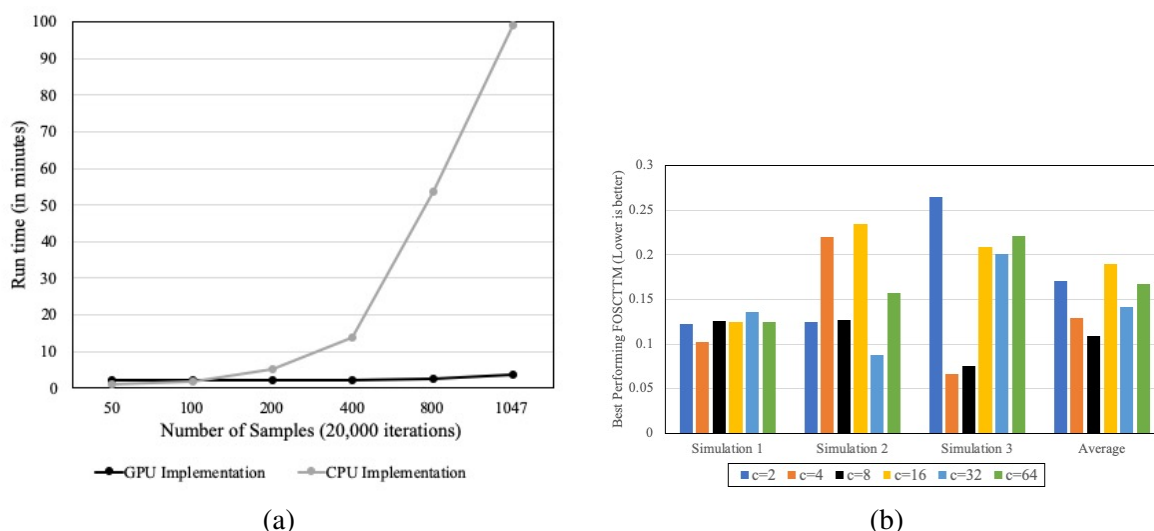 100
90
80
70
60
50
40
30
20
10
0
Run time (in minutes)
50 100 200 400 800 1047
Number of Samples (20,000 iterations)
GPU Implementation CPU Implementation
(a)
0.3
0.25
0.2
0.15
0.1
0.05
0
Best Performing FOSCTTM (Lower is better)
Simulation 1 Simulation 2 Simulation 3 Average
c=2 c=4 c=8 c=16 c=32 c=64
(b)